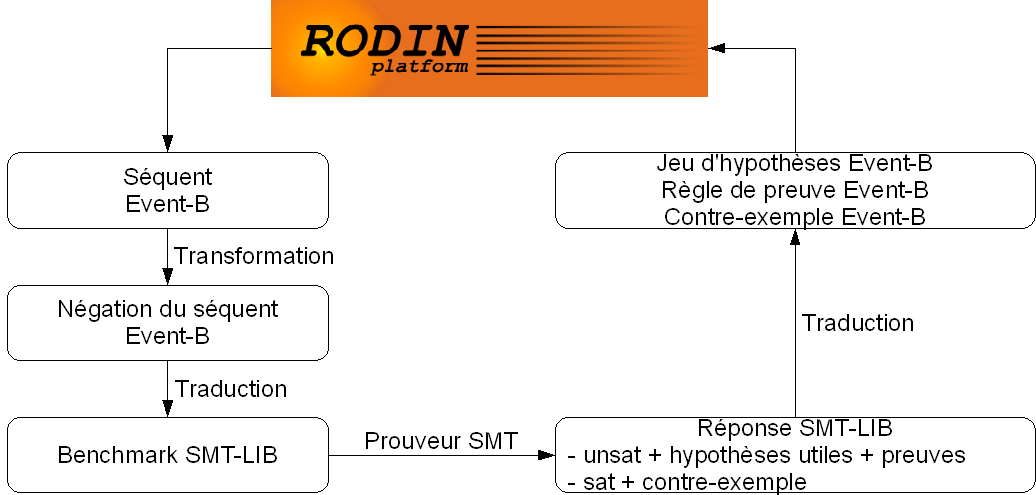 RODIN
platform
Séquent
Event-B
Transformation
Négation du séquent
Event-B
Traduction
Benchmark SMT-LIB
Prouveur SMT
Réponse SMT-LIB
- unsat + hypothèses utiles + preuves
- sat + contre-exemple
Traduction
Jeu d'hypothèses Event-B
Règle de preuve Event-B
Contre-exemple Event-B